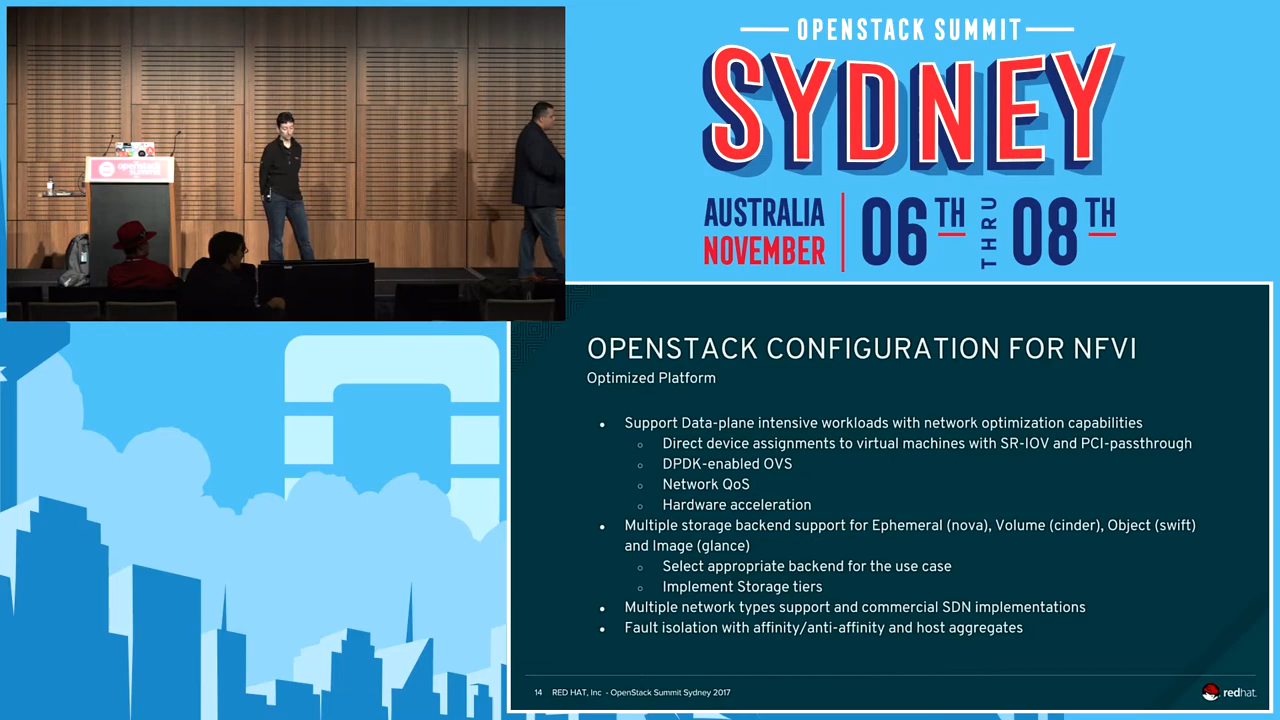 OPENSTACK SUMMIT
SYDNEY
AUSTRALIA
NOVEMBER
06TH
THRU
08TH
OPENSTACK CONFIGURATION FOR NFVI
Optimized Platform
• Support Data-plane intensive workloads with network optimization capabilities
○ Direct device assignments to virtual machines with SR-IOV and PCI-passthrough
○ DPDK-enabled OVS
○ Network QoS
○ Hardware acceleration
• Multiple storage backend support for Ephemeral (nova), Volume (cinder), Object (swift)
and Image (glance)
○ Select appropriate backend for the use case
○ Implement Storage tiers
• Multiple network types support and commercial SDN implementations
• Fault isolation with affinity/anti-affinity and host aggregates
14 RED HAT, Inc - OpenStack Summit Sydney 2017
redhat.